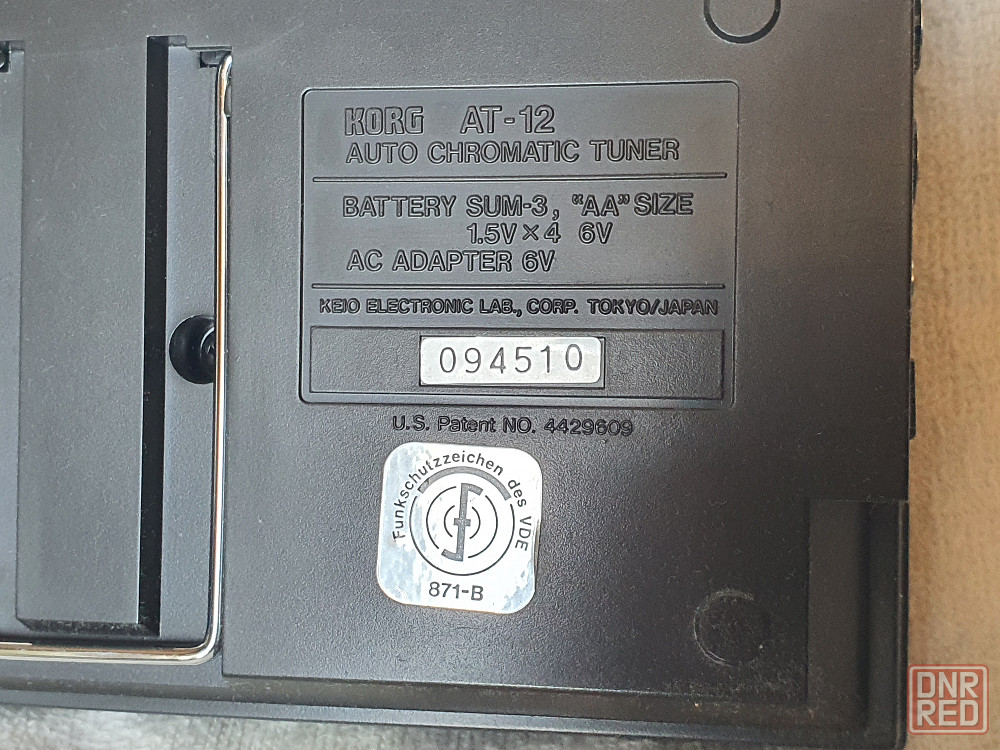 KORG AT-12
AUTO CHROMATIC TUNER
BATTERY SUM-3, "AA" SIZE
1.5V×4 6V
AC ADAPTER 6V
KEIO ELECTRONIC LAB., CORP. TOKYO/JAPAN
094510
U.S. Patent NO. 4429609
Funkschutzzeichen des VDE
871-B
DNR
RED